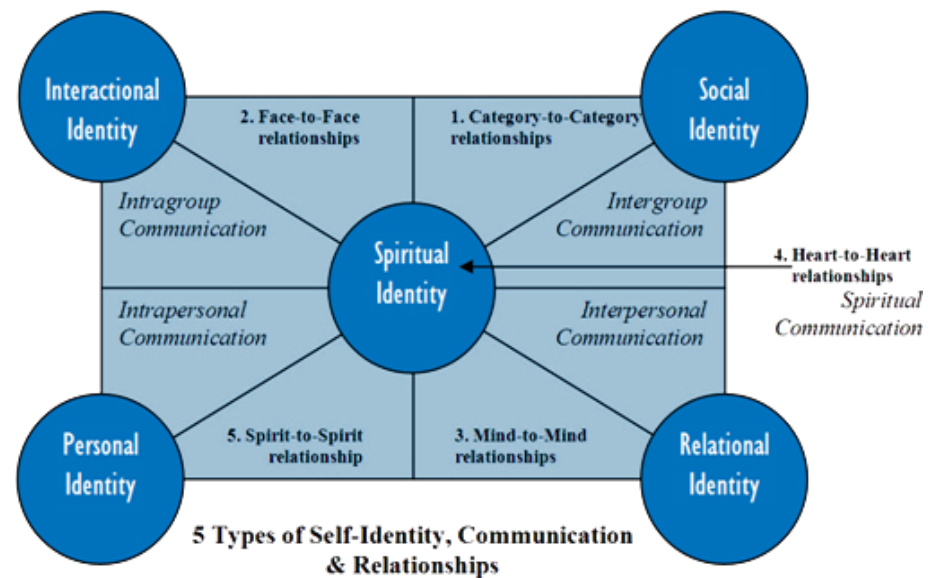 Interactional
Identity
Social
Identity
2. Face-to-Face
relationships
1. Category-to-Category
relationships
Intragroup
Communication
Intergroup
Communication
Spiritual
Identity
4. Heart-to-Heart
relationships
Spiritual
Communication
Intrapersonal
Communication
Interpersonal
Communication
Personal
Identity
5. Spirit-to-Spirit
relationship
3. Mind-to-Mind
relationships
Relational
Identity
5 Types of Self-Identity, Communication
& Relationships